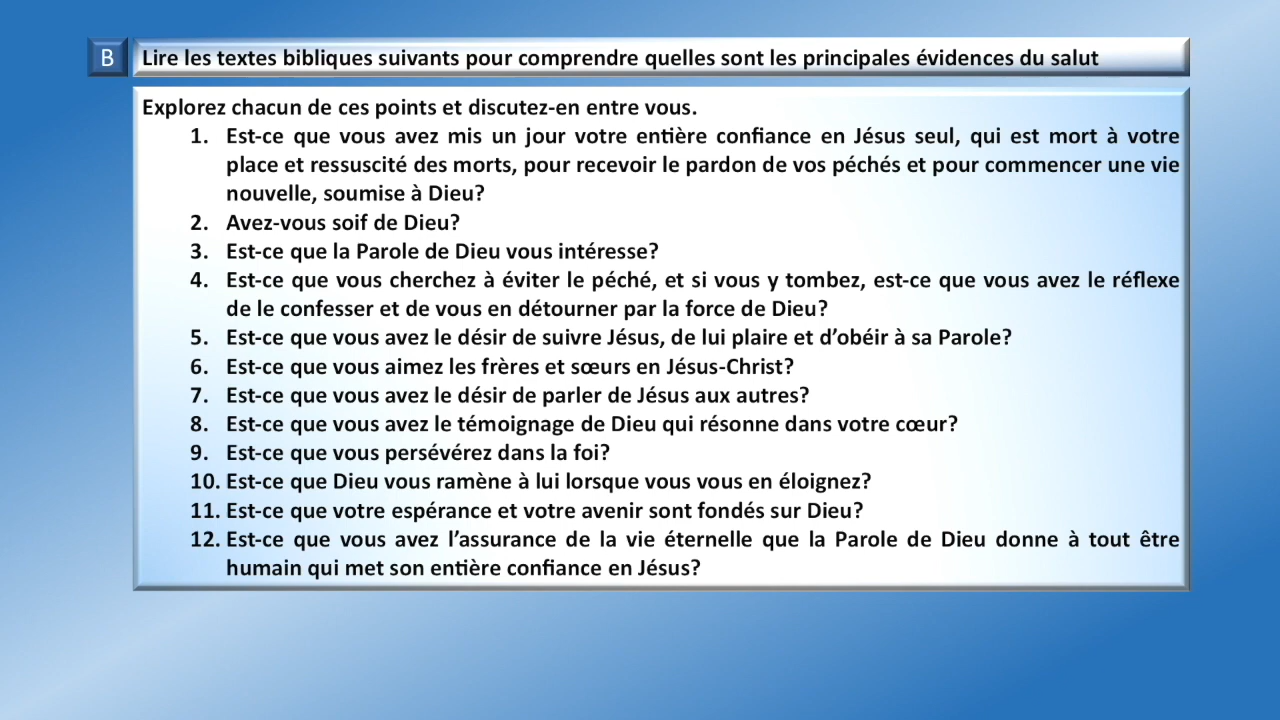 B
Lire les textes bibliques suivants pour comprendre quelles sont les principales évidences du salut
Explorez chacun de ces points et discutez-en entre vous.
1. Est-ce que vous avez mis un jour votre entière confiance en Jésus seul, qui est mort à votre
place et ressuscité des morts, pour recevoir le pardon de vos péchés et pour commencer une vie
nouvelle, soumise à Dieu?
2. Avez-vous soif de Dieu?
3. Est-ce que la Parole de Dieu vous intéresse?
4. Est-ce que vous cherchez à éviter le péché, et si vous y tombez, est-ce que vous avez le réflexe
de le confesser et de vous en détourner par la force de Dieu?
5. Est-ce que vous avez le désir de suivre Jésus, de lui plaire et d’obéir à sa Parole?
6. Est-ce que vous aimez les frères et sœurs en Jésus-Christ?
7. Est-ce que vous avez le désir de parler de Jésus aux autres?
8. Est-ce que vous avez le témoignage de Dieu qui résonne dans votre cœur?
9. Est-ce que vous persévérez dans la foi?
10. Est-ce que Dieu vous ramène à lui lorsque vous vous en éloignez?
11. Est-ce que votre espérance et votre avenir sont fondés sur Dieu?
12. Est-ce que vous avez l’assurance de la vie éternelle que la Parole de Dieu donne à tout être
humain qui met son entière confiance en Jésus?